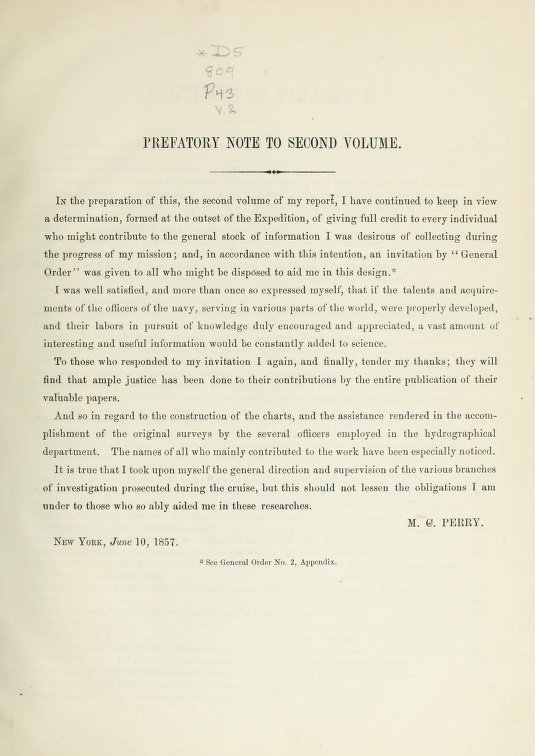 *D5
809
P43
V.2
PREFATORY NOTE TO SECOND VOLUME.
In the preparation of this, the second volume of my report, I have continued to keep in view
a determination, formed at the outset of the Expedition, of giving full credit to every individual
who might contribute to the general stock of information I was desirous of collecting during
the progress of my mission; and, in accordance with this intention, an invitation by “General
Order” was given to all who might be disposed to aid me in this design.*
I was well satisfied, and more than once so expressed myself, that if the talents and acquire-
ments of the officers of the navy, serving in various parts of the world, were properly developed,
and their labors in pursuit of knowledge duly encouraged and appreciated, a vast amount of
interesting and useful information would be constantly added to science.
To those who responded to my invitation I again, and finally, tender my thanks; they will
find that ample justice has been done to their contributions by the entire publication of their
valuable papers.
And so in regard to the construction of the charts, and the assistance rendered in the accom-
plishment of the original surveys by the several officers employed in the hydrographical
department. The names of all who mainly contributed to the work have been especially noticed.
It is true that I took upon myself the general direction and supervision of the various branches
of investigation prosecuted during the cruise, but this should not lessen the obligations I am
under to those who so ably aided me in these researches.
M. C. PERRY.
New York, June 10, 1857.
* See General Order No. 2, Appendix.